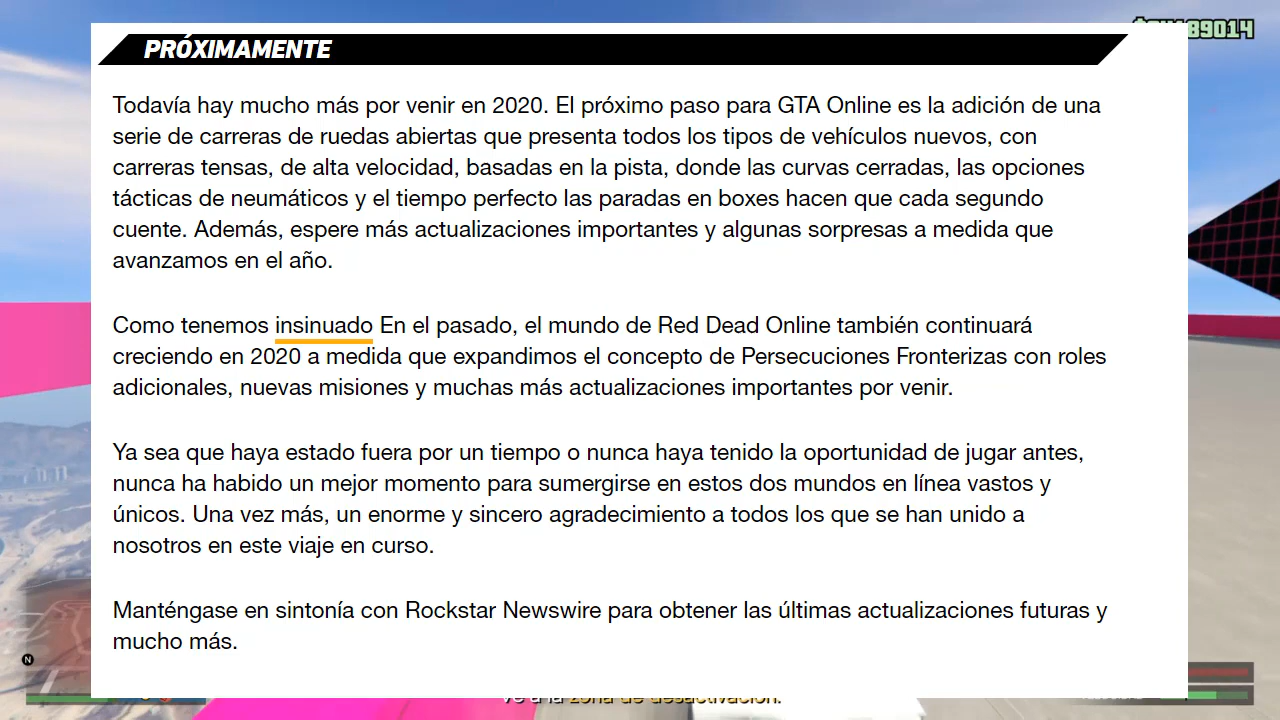 PRÓXIMAMENTE
Todavía hay mucho más por venir en 2020. El próximo paso para GTA Online es la adición de una
serie de carreras de ruedas abiertas que presenta todos los tipos de vehículos nuevos, con
carreras tensas, de alta velocidad, basadas en la pista, donde las curvas cerradas, las opciones
tácticas de neumáticos y el tiempo perfecto las paradas en boxes hacen que cada segundo
cuente. Además, espere más actualizaciones importantes y algunas sorpresas a medida que
avanzamos en el año.
Como tenemos insinuado En el pasado, el mundo de Red Dead Online también continuará
creciendo en 2020 a medida que expandimos el concepto de Persecuciones Fronterizas con roles
adicionales, nuevas misiones y muchas más actualizaciones importantes por venir.
Ya sea que haya estado fuera por un tiempo o nunca haya tenido la oportunidad de jugar antes,
nunca ha habido un mejor momento para sumergirse en estos dos mundos en línea vastos y
únicos. Una vez más, un enorme y sincero agradecimiento a todos los que se han unido a
nosotros en este viaje en curso.
Manténgase en sintonía con Rockstar Newswire para obtener las últimas actualizaciones futuras y
mucho más.
N
Ve a la zona de desactivación.